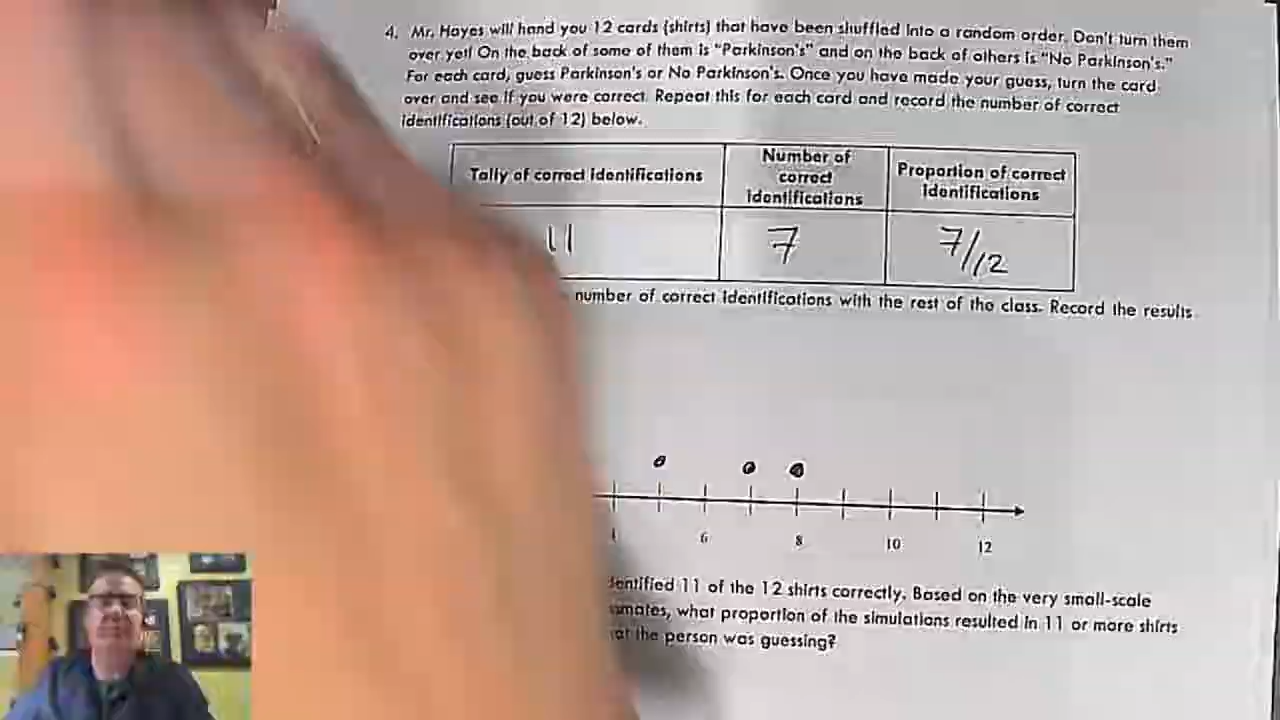 4. Mr. Hayes will hand you 12 cards (shirts) that have been shuffled into a random order. Don't turn them
over yet! On the back of some of them is "Parkinson's" and on the back of others is "No Parkinson's."
For each card, guess Parkinson's or No Parkinson's. Once you have made your guess, turn the card
over and see if you were correct. Repeat this for each card and record the number of correct
identifications (out of 12) below.
Tally of correct identifications
Number of
correct
identifications
Proportion of correct
identifications
7
7/12
number of correct identifications with the rest of the class. Record the results
6 8 10 12
identified 11 of the 12 shirts correctly. Based on the very small-scale
what proportion of the simulations resulted in 11 or more shirts
the person was guessing?